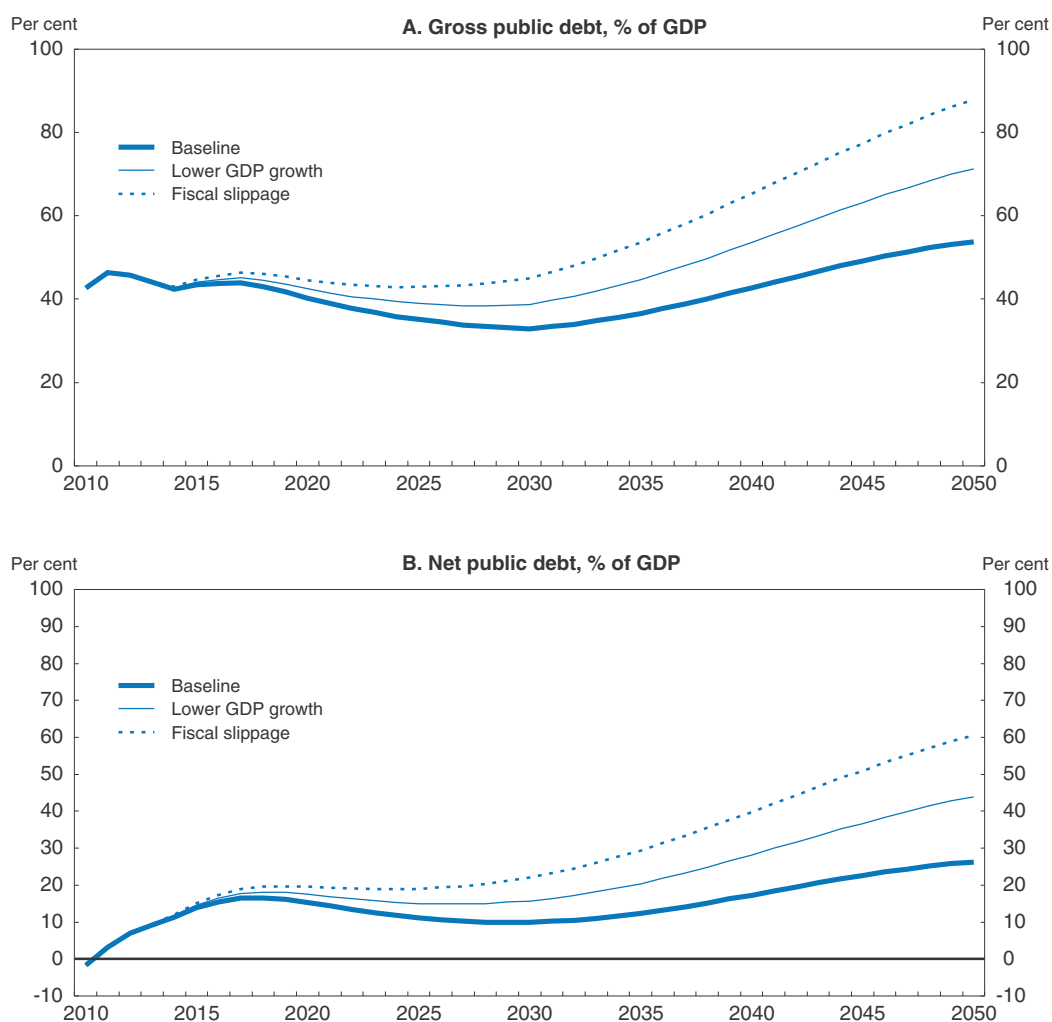 A. Gross public debt, % of GDP
Per cent Per cent
100 100
80 80
60 60
40 40
20 20
0 0
Baseline
Lower GDP growth
Fiscal slippage
2010 2015 2020 2025 2030 2035 2040 2045 2050
B. Net public debt, % of GDP
Per cent Per cent
100 100
90 90
80 80
70 70
60 60
50 50
40 40
30 30
20 20
10 10
0 0
-10 -10
Baseline
Lower GDP growth
Fiscal slippage
2010 2015 2020 2025 2030 2035 2040 2045 2050